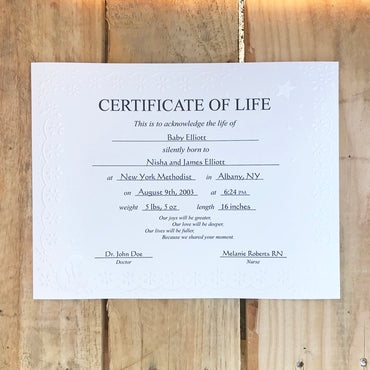 CERTIFICATE OF LIFE
This is to acknowledge the life of
Baby Elliott
silently born to
Nisha and James Elliott
at New York Methodist in Albany, NY
on August 9th, 2003 at 6:24 PM
weight 5 lbs, 5 oz length 16 inches
Our joys will be greater,
Our love will be deeper.
Our lives will be fuller.
Because we shared your moment.
Dr. John Doe Melanie Roberts RN
Doctor Nurse